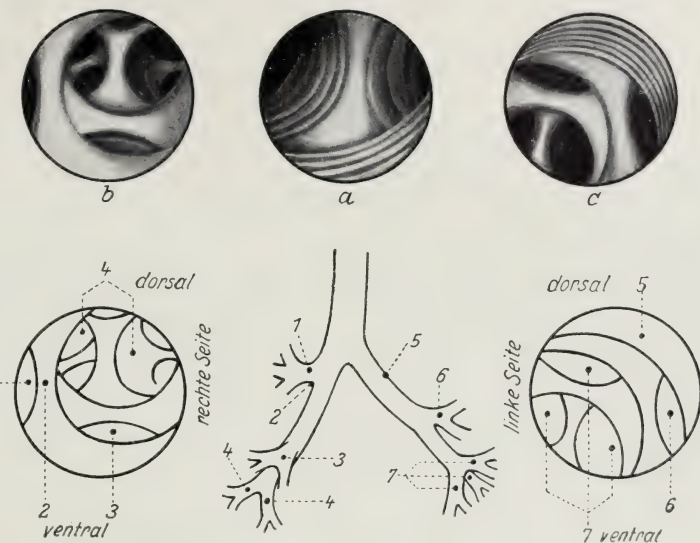 b
a
c
4
dorsal
rechte Seite
2
3
ventral
1
5
2
6
3
4
4
7
dorsal
5
linke Seite
6
7 ventral